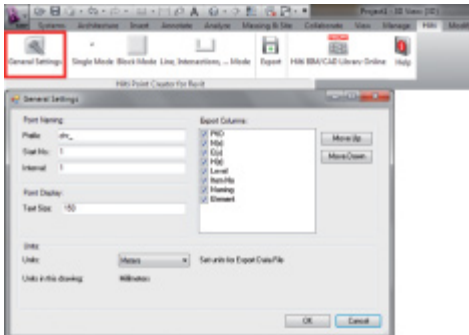 Project1 - 3D View: {3D}
Systems Architecture Insert Annotate Analyze Massing & Site Collaborate View Manage Hilti Modif
General Settings Single Mode Block Mode Line, Intersections, ... Mode Export Hilti BIM/CAD Library Online Help
Hilti Point Creator for Revit
General Settings
Point Naming:
Prefix:
Start No.: 1
Interval: 1
Point Display:
Text Size: 150
Export Columns:
N(y)
E(x)
H(z)
Level
Item No
Naming
Element
Move Up
Move Down
Units:
Units: Meters Set units for Export Data File
Units in this drawing: Millimeters
OK Cancel